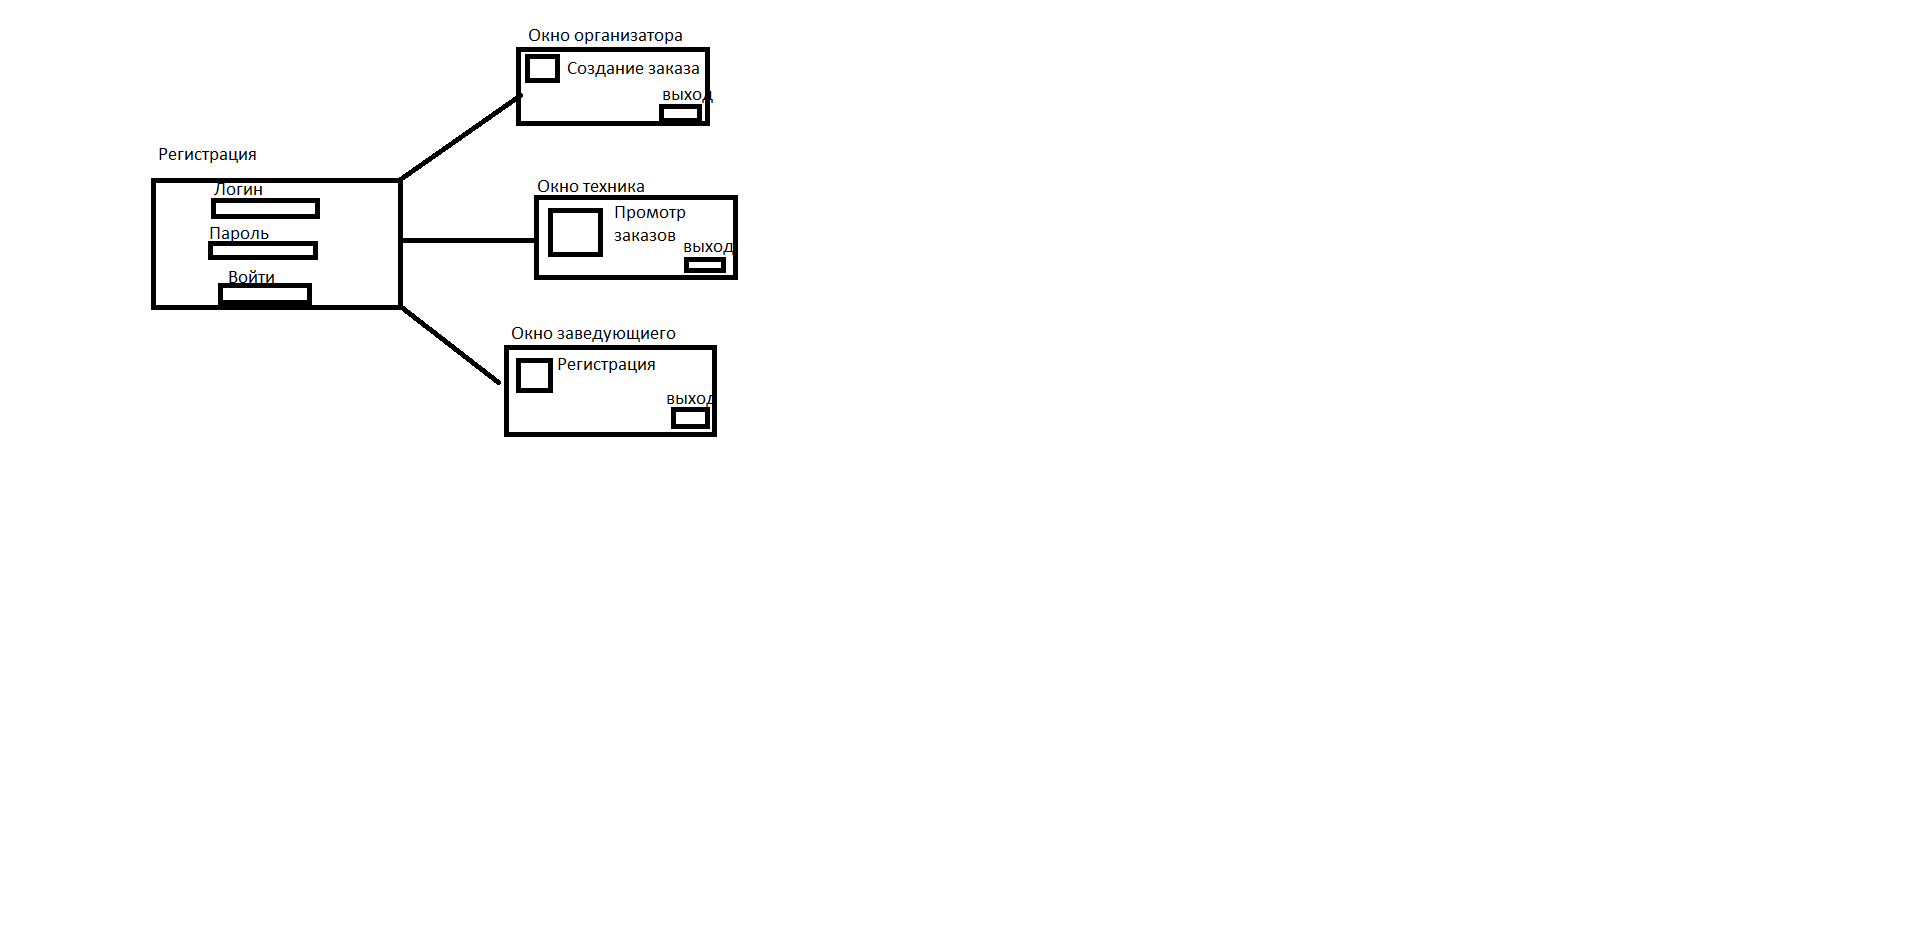 Окно организатора
Создание заказа
выход
Регистрация
Логин
Пароль
Войти
Окно техника
Промотр
заказов
выход
Окно заведующиего
Регистрация
выход